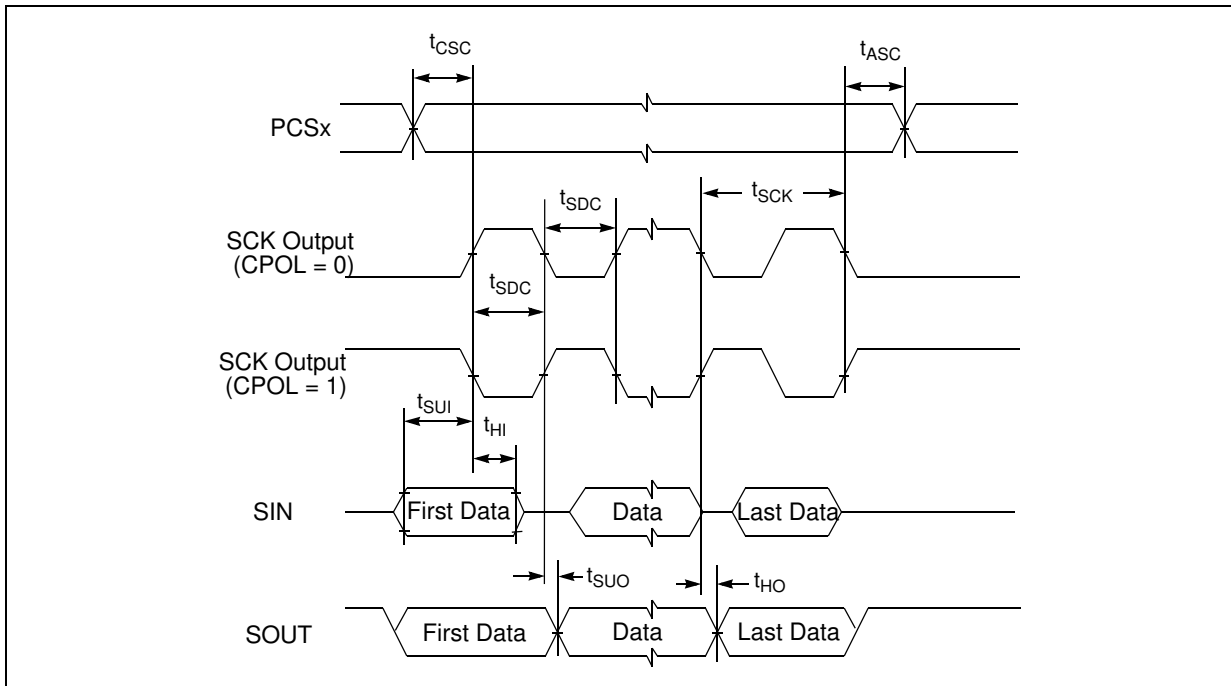 tCSC
tASC
PCSx
tSCK
tSDC
SCK Output
(CPOL = 0)
tSDC
SCK Output
(CPOL = 1)
tSUI
tHI
SIN
First Data
Data
Last Data
tSUO
tHO
SOUT
First Data
Data
Last Data